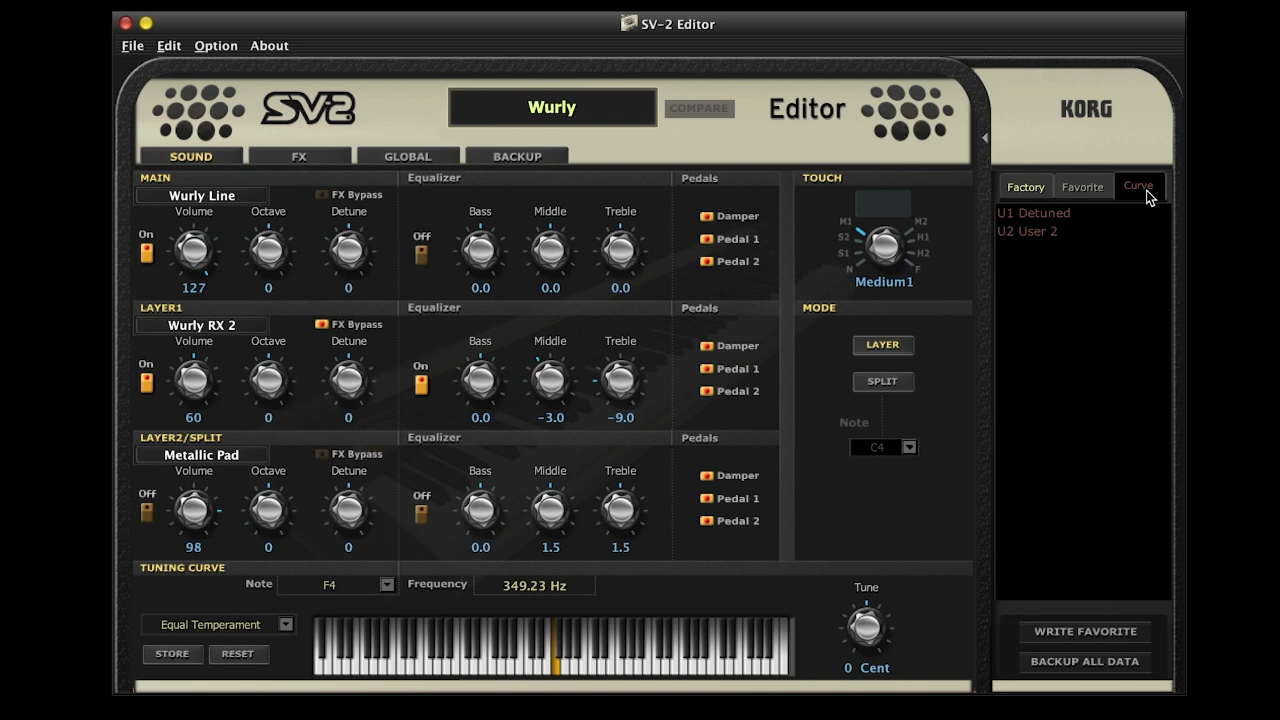 SV-2 Editor
File Edit Option About
SV2 Wurly COMPARE Editor KORG
SOUND FX GLOBAL BACKUP
Factory Favorite Curve
U1 Detuned
U2 User 2
MAIN Equalizer Pedals TOUCH
Wurly Line FX Bypass
Volume Octave Detune Bass Middle Treble
On Off
127 0 0 0.0 0.0 0.0
Damper
Pedal 1
Pedal 2
M1 M2
S2 H1
S1 H2
N F
Medium1
LAYER1 Equalizer Pedals MODE
Wurly RX 2 FX Bypass
Volume Octave Detune Bass Middle Treble
On On
60 0 0 0.0 -3.0 -9.0
Damper
Pedal 1
Pedal 2
LAYER
SPLIT
Note
C4
LAYER2/SPLIT Equalizer Pedals
Metallic Pad FX Bypass
Volume Octave Detune Bass Middle Treble
Off Off
98 0 0 0.0 1.5 1.5
Damper
Pedal 1
Pedal 2
TUNING CURVE
Note F4 Frequency 349.23 Hz
Equal Temperament
STORE RESET
Tune
0 Cent
WRITE FAVORITE
BACKUP ALL DATA